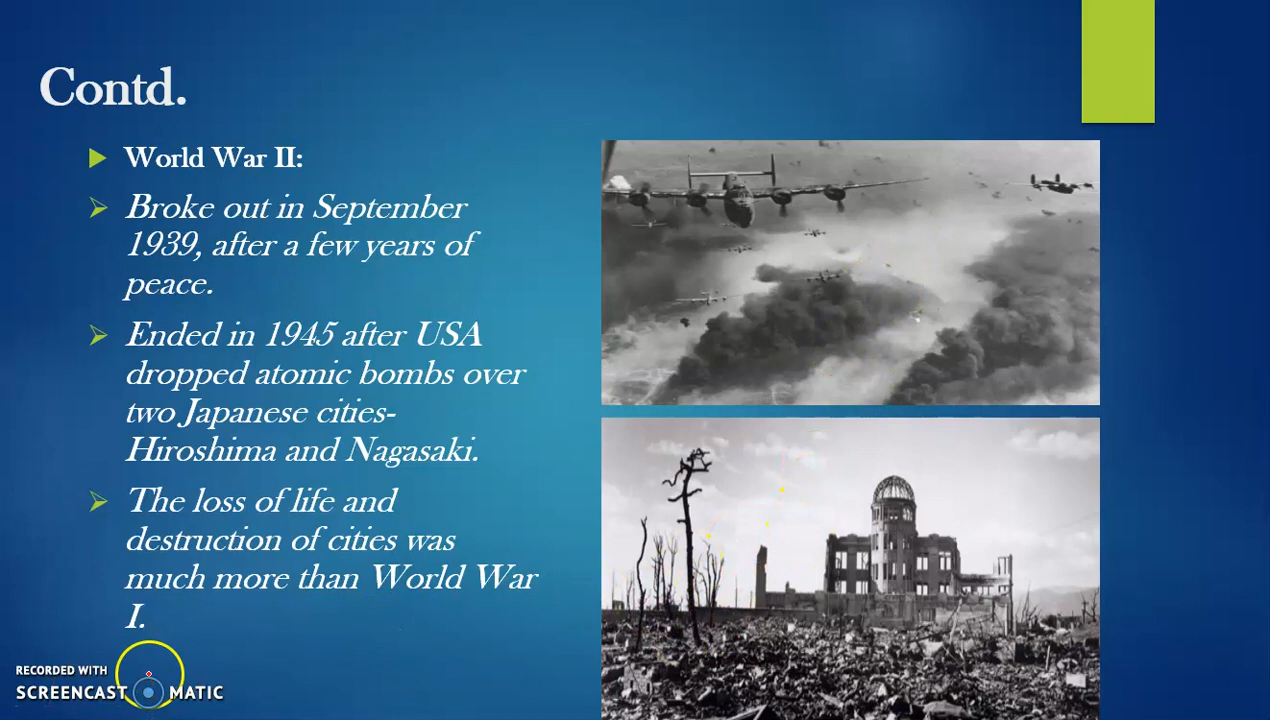 Contd.
World War II:
Broke out in September
1939, after a few years of
peace.
Ended in 1945 after USA
dropped atomic bombs over
two Japanese cities-
Hiroshima and Nagasaki.
The loss of life and
destruction of cities was
much more than World War
I.
RECORDED WITH
SCREENCAST MATIC